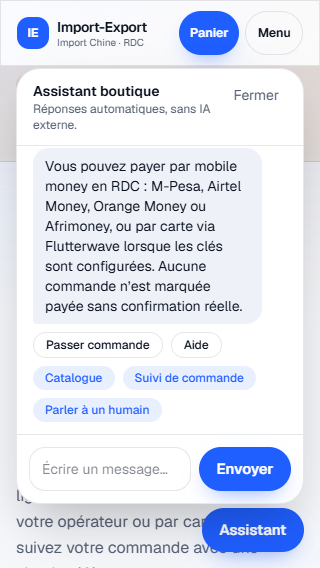 IE
Import-Export
Import Chine · RDC
Panier
Menu
Assistant boutique
Réponses automatiques, sans IA
externe.
Fermer
Vous pouvez payer par mobile
money en RDC : M-Pesa, Airtel
Money, Orange Money ou
Afrimoney, ou par carte via
Flutterwave lorsque les clés
sont configurées. Aucune
commande n'est marquée
payée sans confirmation réelle.
Passer commande
Aide
Catalogue
Suivi de commande
Parler à un humain
Écrire un message...
Envoyer
votre opérateur ou par
Assistant
suivez votre commande